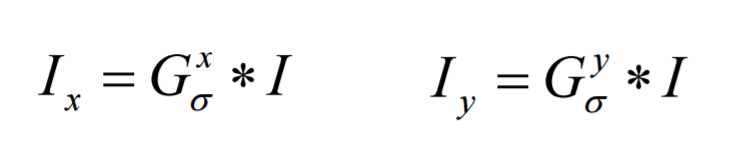 I_x = G_σ^x * I    I_y = G_σ^y * I